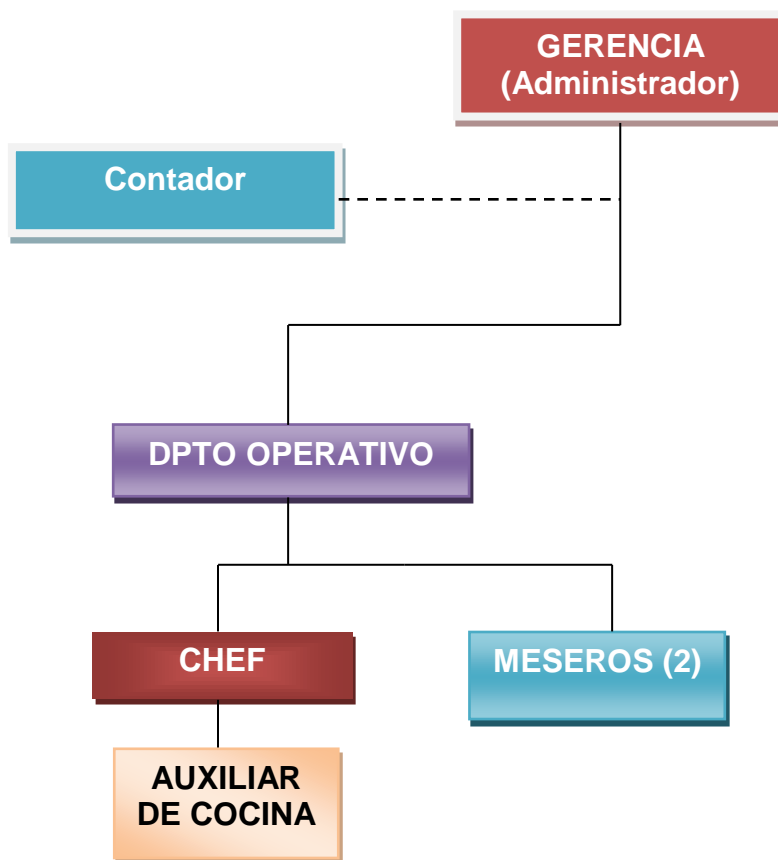 GERENCIA
(Administrador)
Contador
DPTO OPERATIVO
CHEF
MESEROS (2)
AUXILIAR
DE COCINA